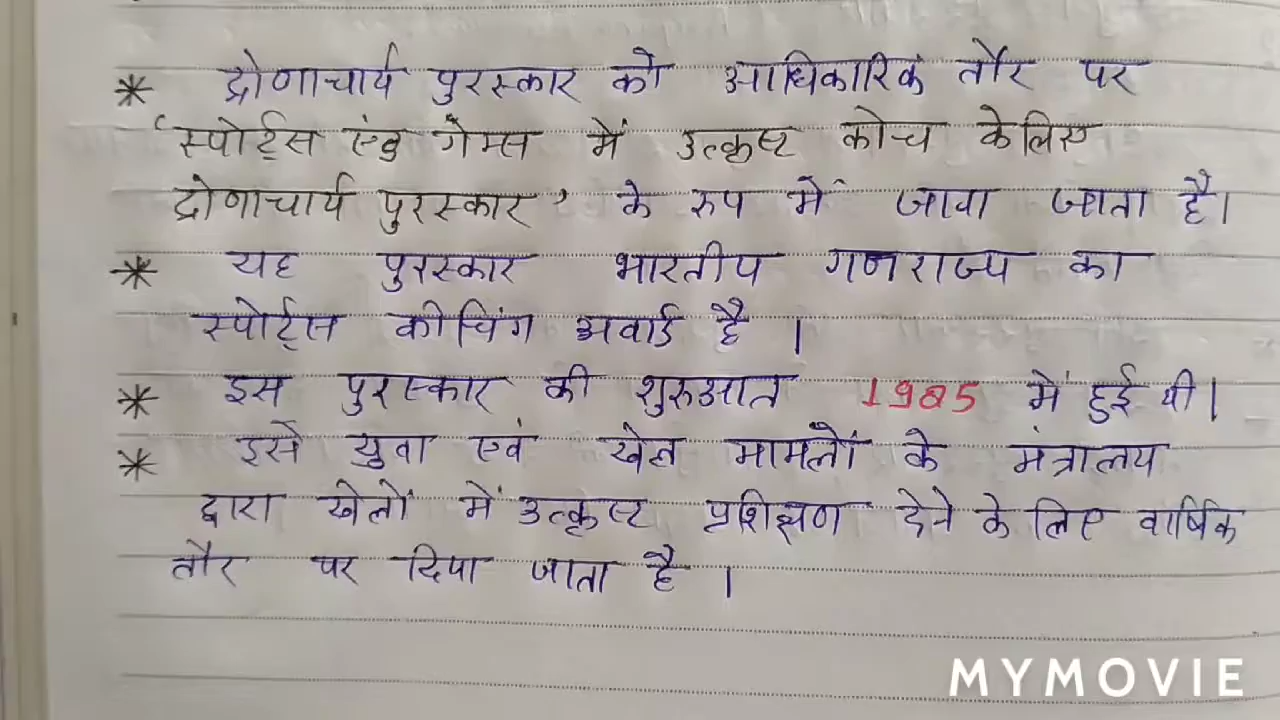 * द्रोणाचार्य पुरस्कार को आधिकारिक तौर पर
'स्पोर्ट्स एंड गेम्स में उत्कृष्ट कोच के लिए
द्रोणाचार्य पुरस्कार' के रुप में जाना जाता है।
* यह पुरस्कार भारतीय गणराज्य का
स्पोर्ट्स कोचिंग अवार्ड है ।
* इस पुरस्कार की शुरुआत 1985 में हुई थी।
* इसे युवा एवं खेल मामलों के मंत्रालय
द्वारा खेलों में उत्कृष्ट प्रशिक्षण देने के लिए वार्षिक
तौर पर दिया जाता है ।
MYMOVIE